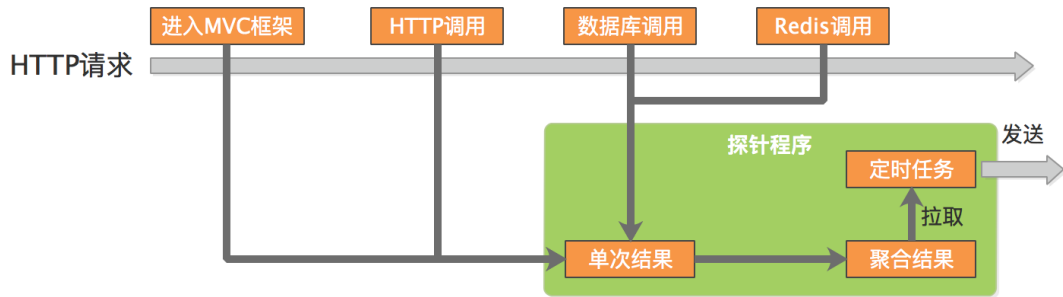 进入MVC框架
HTTP调用
数据库调用
Redis调用
HTTP请求
探针程序
发送
定时任务
拉取
单次结果
聚合结果